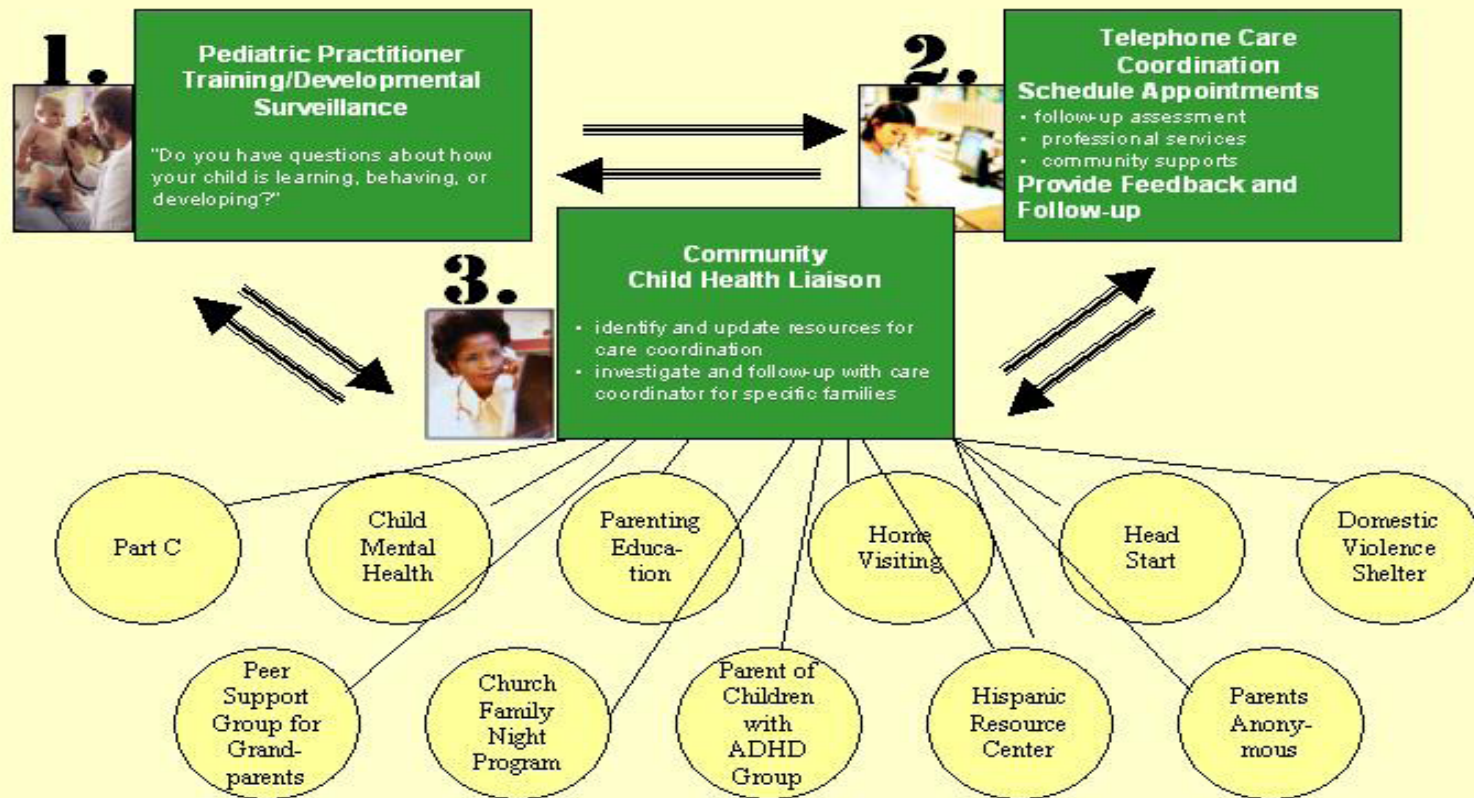 1.
Pediatric Practitioner
Training/Developmental
Surveillance
"Do you have questions about how
your child is learning, behaving, or
developing?"
2.
Telephone Care
Coordination
Schedule Appointments
• follow-up assessment
• professional services
• community supports
Provide Feedback and
Follow-up
3.
Community
Child Health Liaison
• identify and update resources for
care coordination
• investigate and follow-up with care
coordinator for specific families
Part C
Child
Mental
Health
Parenting
Educa-
tion
Home
Visiting
Head
Start
Domestic
Violence
Shelter
Peer
Support
Group for
Grand-
parents
Church
Family
Night
Program
Parent of
Children
with
ADHD
Group
Hispanic
Resource
Center
Parents
Anony-
mous